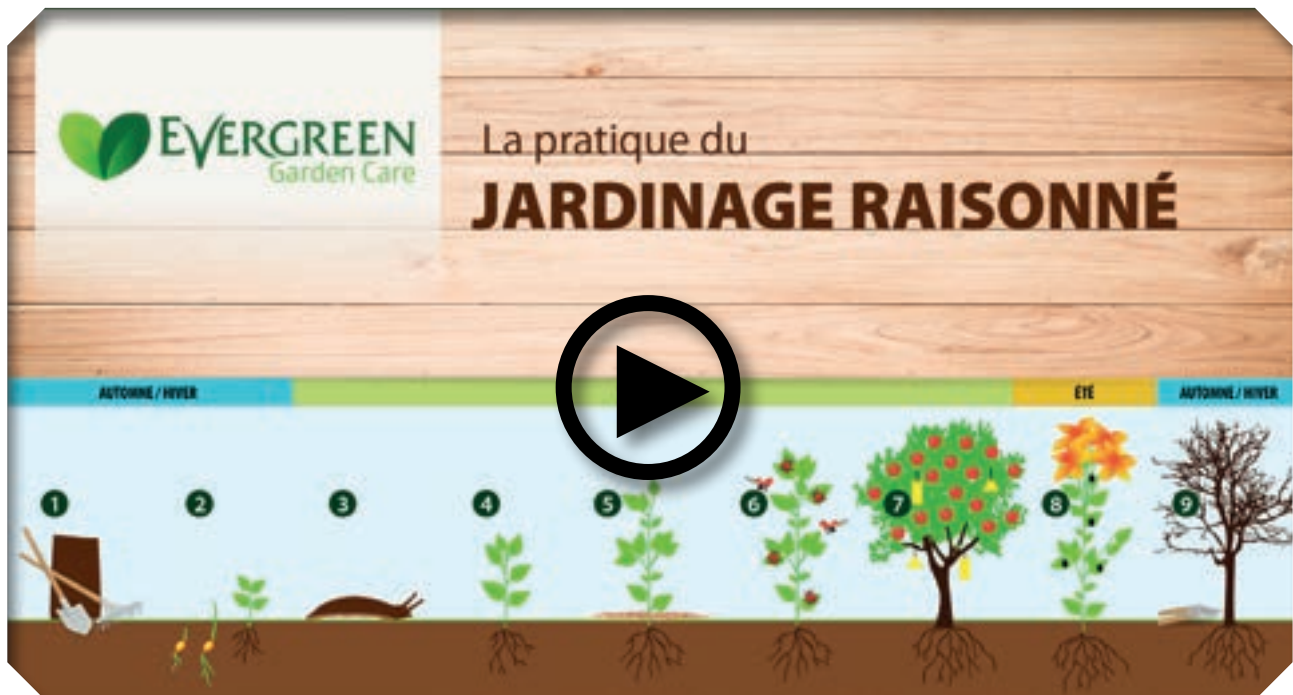 EVERGREEN
Garden Care
La pratique du
JARDINAGE RAISONNÉ
AUTOMNE / HIVER
ETÉ
AUTOMNE / HIVER
1
2
3
4
5
6
7
8
9